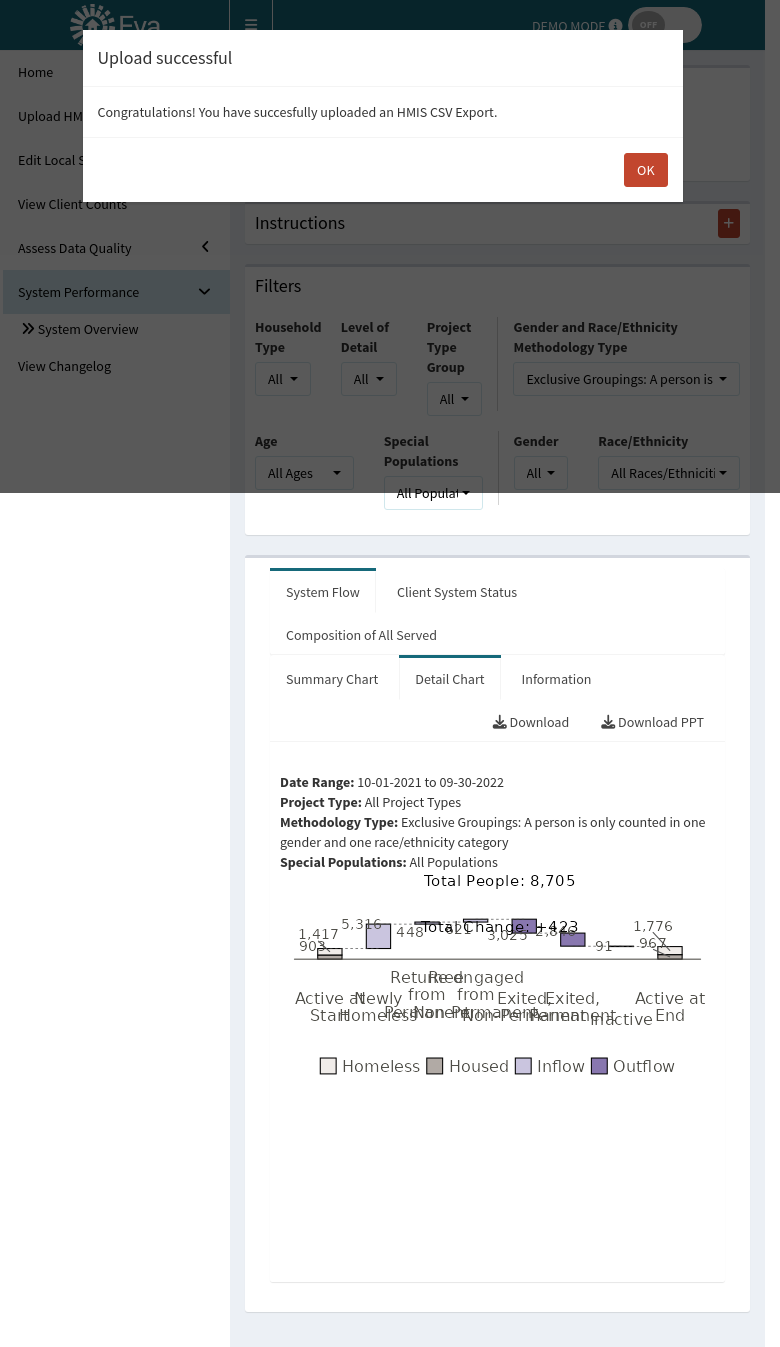 Eva
DEMO MODE
OFF
Upload successful
Congratulations! You have succesfully uploaded an HMIS CSV Export.
OK
Home
Upload HM
Edit Local S
View Client Counts
Assess Data Quality
System Performance
System Overview
View Changelog
Instructions
Filters
Household Type
Level of Detail
Project Type Group
Gender and Race/Ethnicity Methodology Type
All
All
All
Exclusive Groupings: A person is
Age
Special Populations
Gender
Race/Ethnicity
All Ages
All Populat
All
All Races/Ethniciti
System Flow
Client System Status
Composition of All Served
Summary Chart
Detail Chart
Information
Download
Download PPT
Date Range: 10-01-2021 to 09-30-2022
Project Type: All Project Types
Methodology Type: Exclusive Groupings: A person is only counted in one
gender and one race/ethnicity category
Special Populations: All Populations
Total People: 8,705
Total Change: +423
1,417
903
5,316
448
3,025
91
1,776
967
Active at Start
Newly Homeless
Returned from Permanent
Re-engaged from Non-Permanent
Exited, Non-Permanent
Exited, Permanent
Inactive
Active at End
Homeless
Housed
Inflow
Outflow